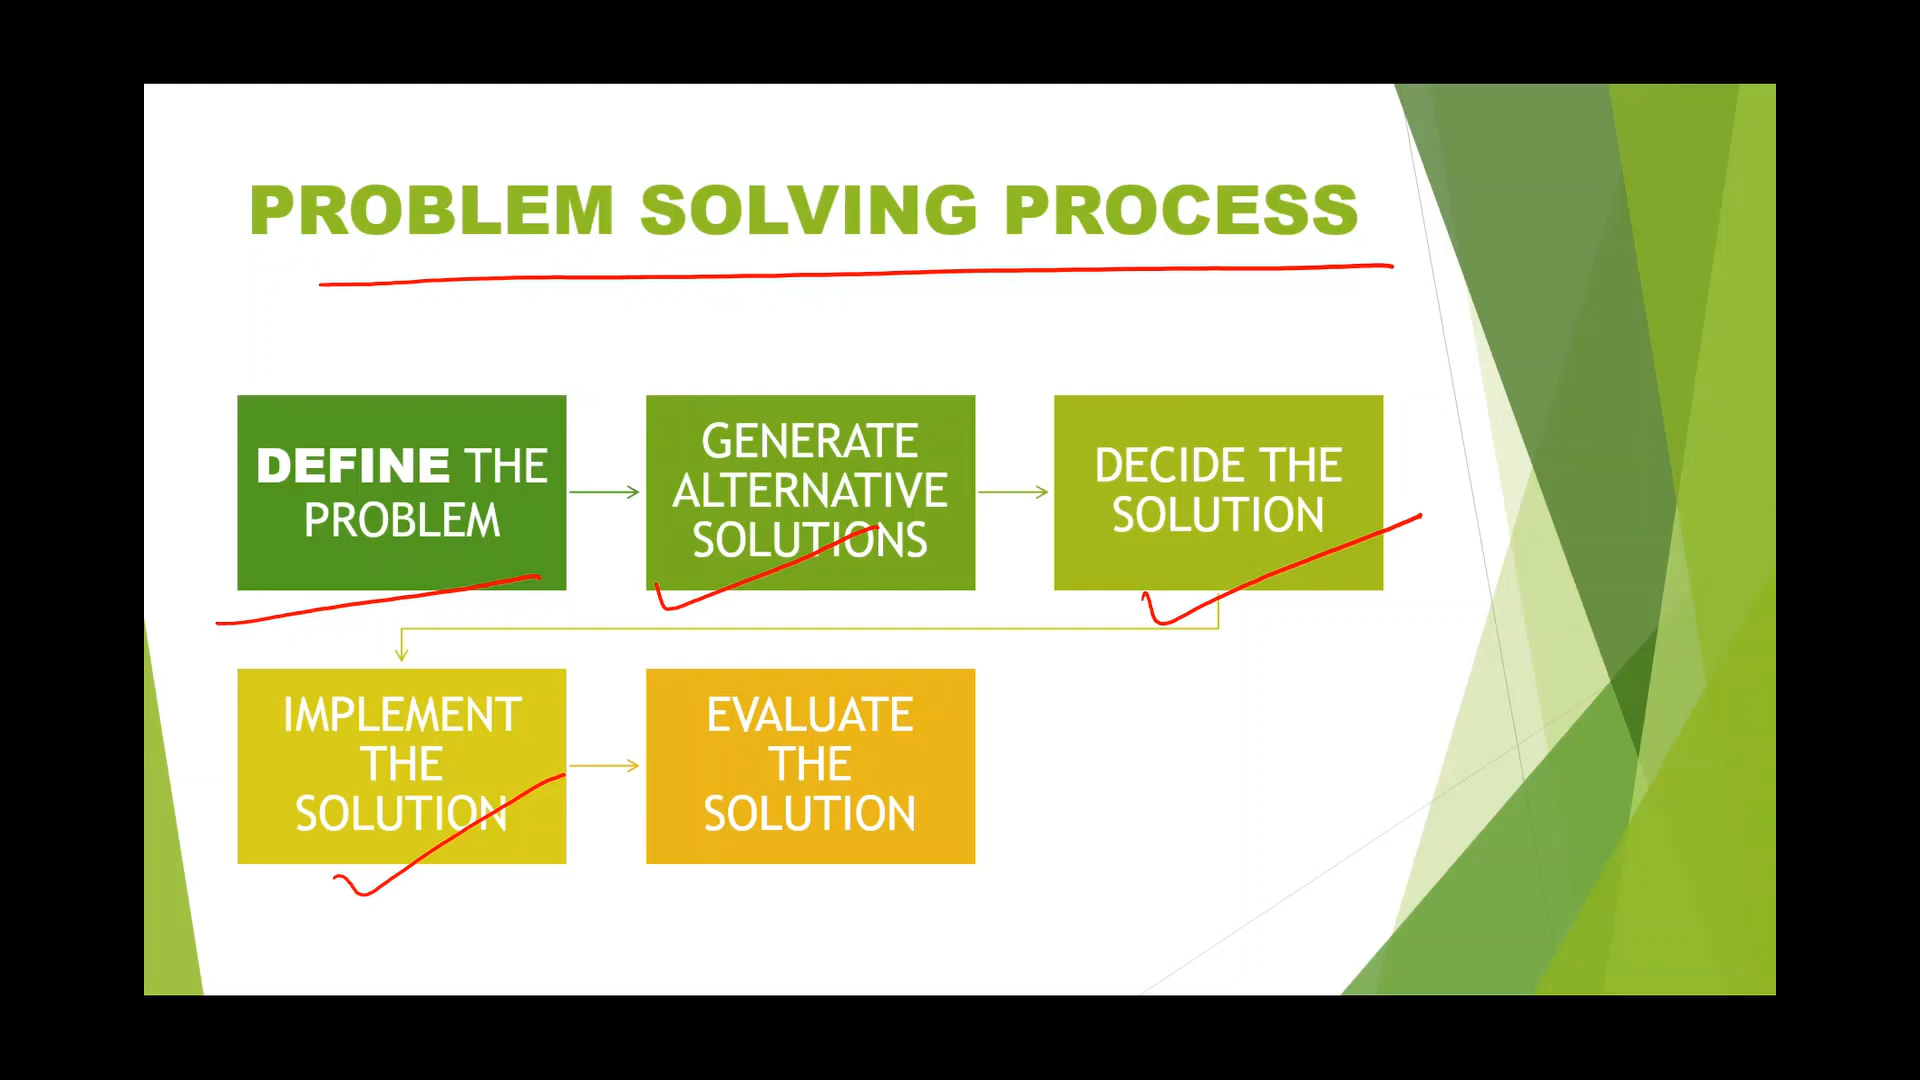 PROBLEM SOLVING PROCESS
DEFINE THE
PROBLEM
GENERATE
ALTERNATIVE
SOLUTIONS
DECIDE THE
SOLUTION
IMPLEMENT
THE
SOLUTION
EVALUATE
THE
SOLUTION